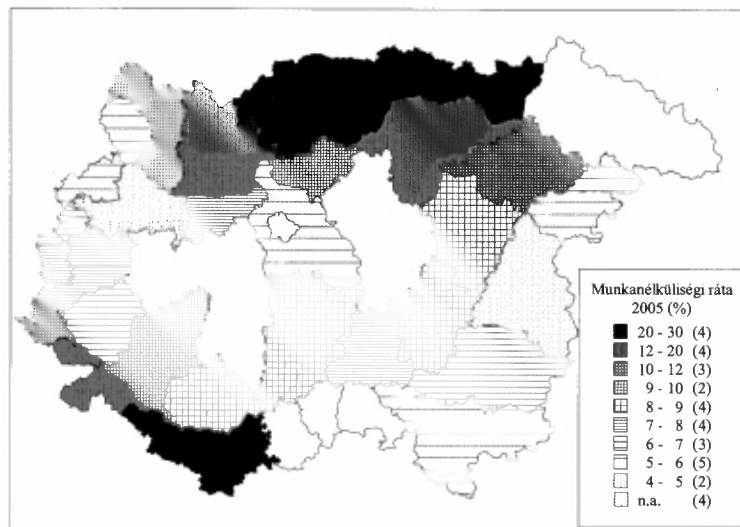 Munkanélküliségi ráta
2005 (%)
20 - 30 (4)
12 - 20 (4)
10 - 12 (3)
9 - 10 (2)
8 - 9 (4)
7 - 8 (4)
6 - 7 (3)
5 - 6 (5)
4 - 5 (2)
n.a. (4)